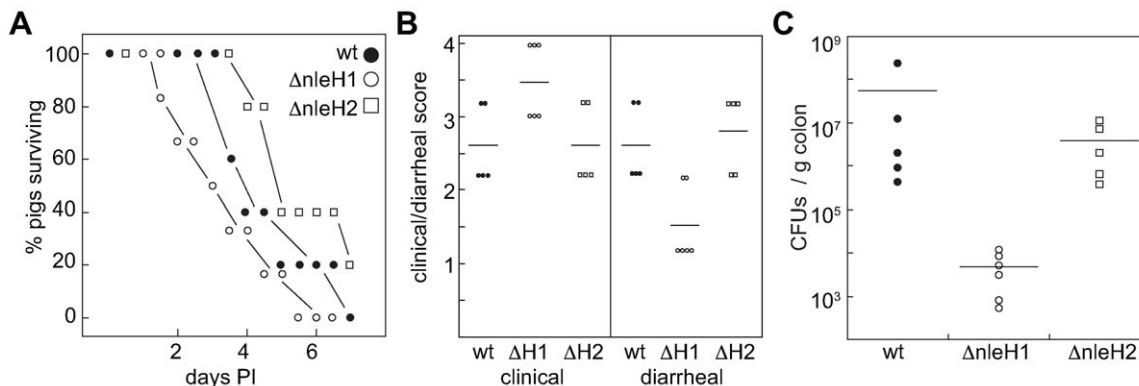 A
% pigs surviving
100
80
60
40
20
0
2 4 6
days PI
wt
ΔnleH1
ΔnleH2
B
clinical/diarrheal score
4
3
2
1
wt ΔH1 ΔH2 wt ΔH1 ΔH2
clinical diarrheal
C
CFUs / g colon
10⁹
10⁷
10⁵
10³
wt ΔnleH1 ΔnleH2